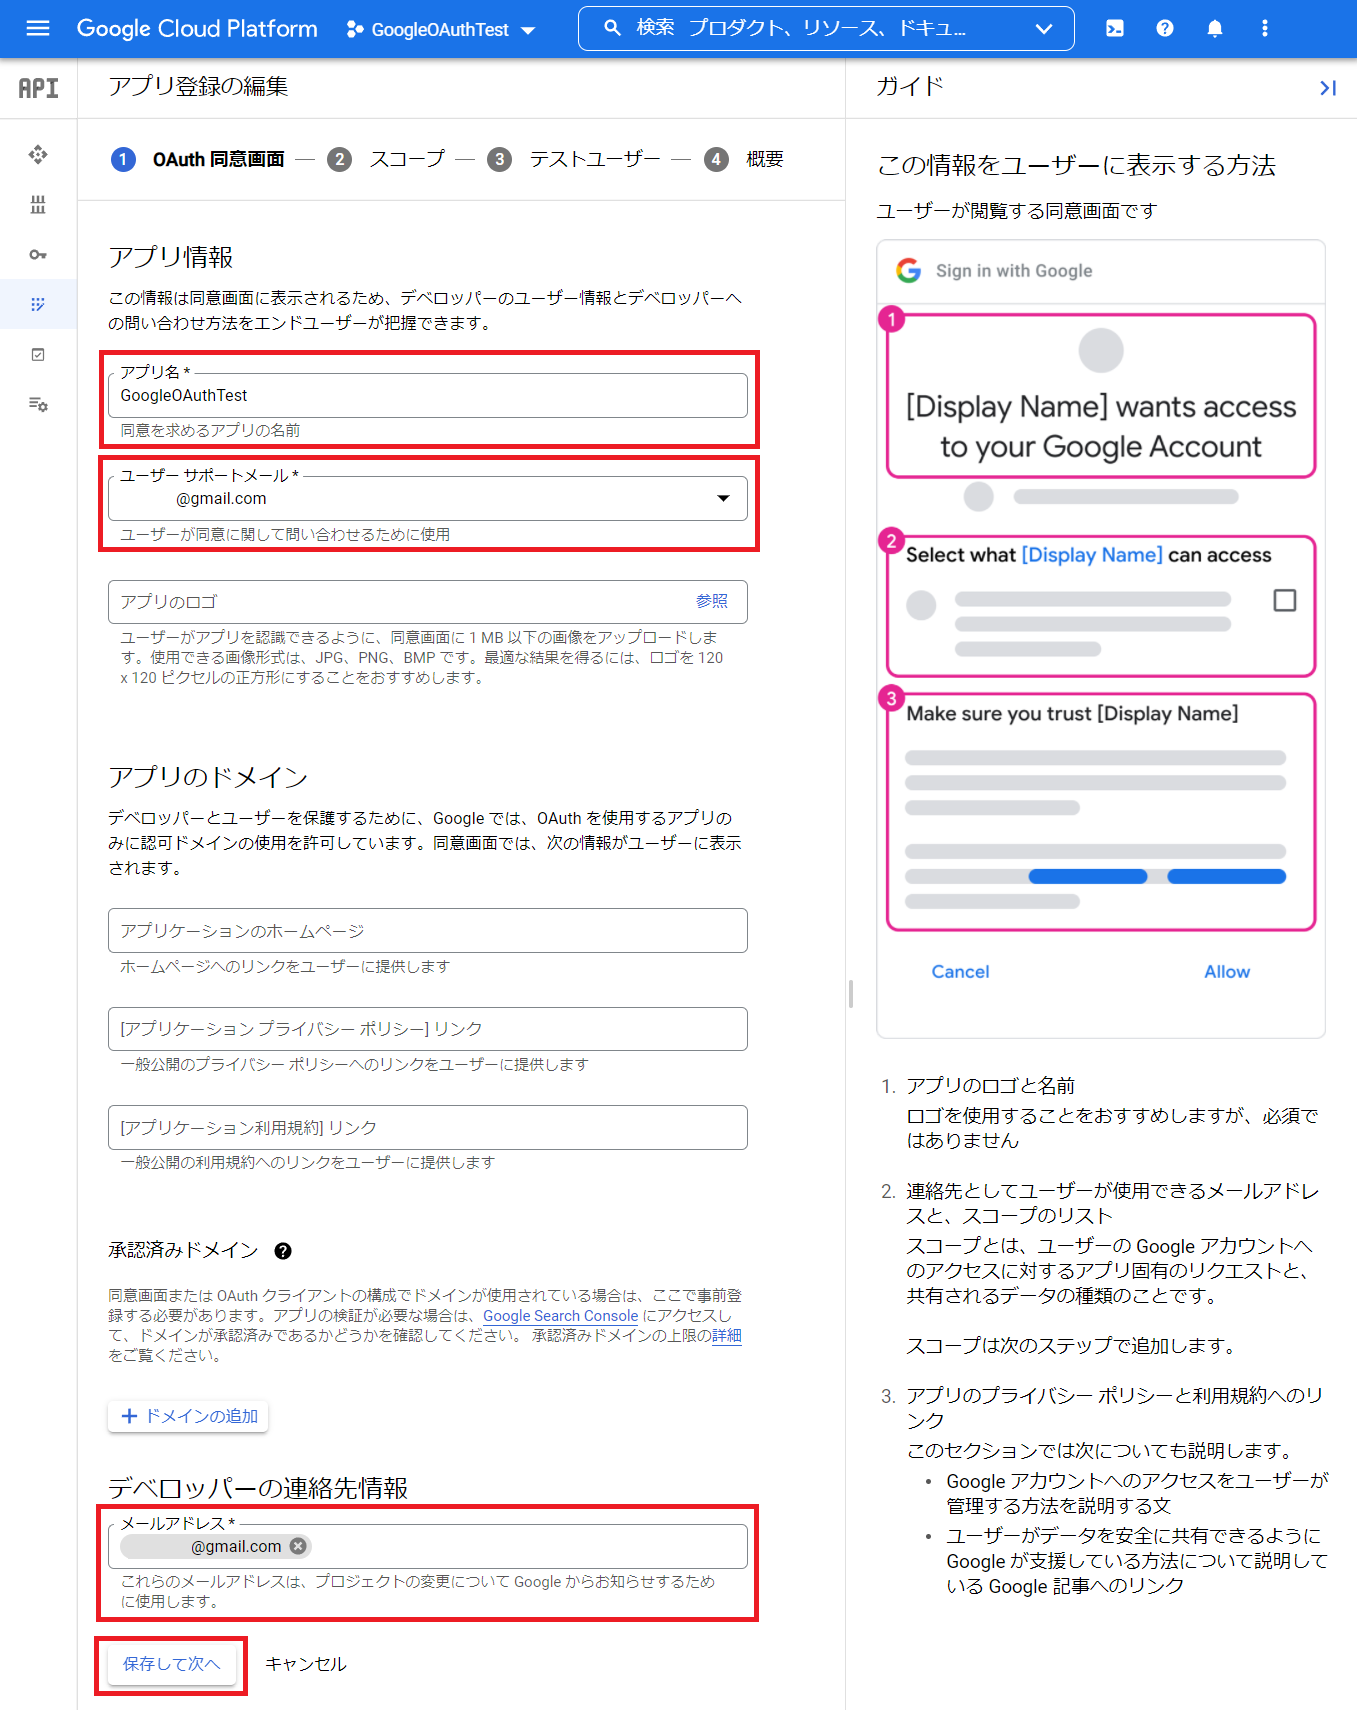 Google Cloud Platform
GoogleOAuthTest
検索 プロダクト、リソース、ドキュ...
API
アプリ登録の編集
1 OAuth 同意画面 — 2 スコープ — 3 テストユーザー — 4 概要
アプリ情報
この情報は同意画面に表示されるため、デベロッパーのユーザー情報とデベロッパーへ
の問い合わせ方法をエンドユーザーが把握できます。
アプリ名 *
GoogleOAuthTest
同意を求めるアプリの名前
ユーザー サポートメール *
@gmail.com
ユーザーが同意に関して問い合わせるために使用
アプリのロゴ 参照
ユーザーがアプリを認識できるように、同意画面に 1 MB 以下の画像をアップロードしま
す。使用できる画像形式は、JPG、PNG、BMP です。最適な結果を得るには、ロゴを 120
x 120 ピクセルの正方形にすることをおすすめします。
アプリのドメイン
デベロッパーとユーザーを保護するために、Google では、OAuth を使用するアプリの
みに認可ドメインの使用を許可しています。同意画面では、次の情報がユーザーに表示
されます。
アプリケーションのホームページ
ホームページへのリンクをユーザーに提供します
[アプリケーション プライバシー ポリシー] リンク
一般公開のプライバシー ポリシーへのリンクをユーザーに提供します
[アプリケーション利用規約] リンク
一般公開の利用規約へのリンクをユーザーに提供します
承認済みドメイン ?
同意画面または OAuth クライアントの構成でドメインが使用されている場合は、ここで事前登
録する必要があります。アプリの検証が必要な場合は、Google Search Console にアクセスし
て、ドメインが承認済みであるかどうかを確認してください。 承認済みドメインの上限の詳細
をご覧ください。
+ ドメインの追加
デベロッパーの連絡先情報
メールアドレス *
@gmail.com
これらのメールアドレスは、プロジェクトの変更について Google からお知らせするため
に使用します。
保存して次へ キャンセル
ガイド
この情報をユーザーに表示する方法
ユーザーが閲覧する同意画面です
G Sign in with Google
1
[Display Name] wants access
to your Google Account
2
Select what [Display Name] can access
3
Make sure you trust [Display Name]
Cancel Allow
1. アプリのロゴと名前
ロゴを使用することをおすすめしますが、必須で
はありません
2. 連絡先としてユーザーが使用できるメールアドレ
スと、スコープのリスト
スコープとは、ユーザーの Google アカウントへ
のアクセスに対するアプリ固有のリクエストと、
共有されるデータの種類のことです。
スコープは次のステップで追加します。
3. アプリのプライバシー ポリシーと利用規約へのリ
ンク
このセクションでは次についても説明します。
• Google アカウントへのアクセスをユーザーが
管理する方法を説明する文
• ユーザーがデータを安全に共有できるように
Google が支援している方法について説明して
いる Google 記事へのリンク